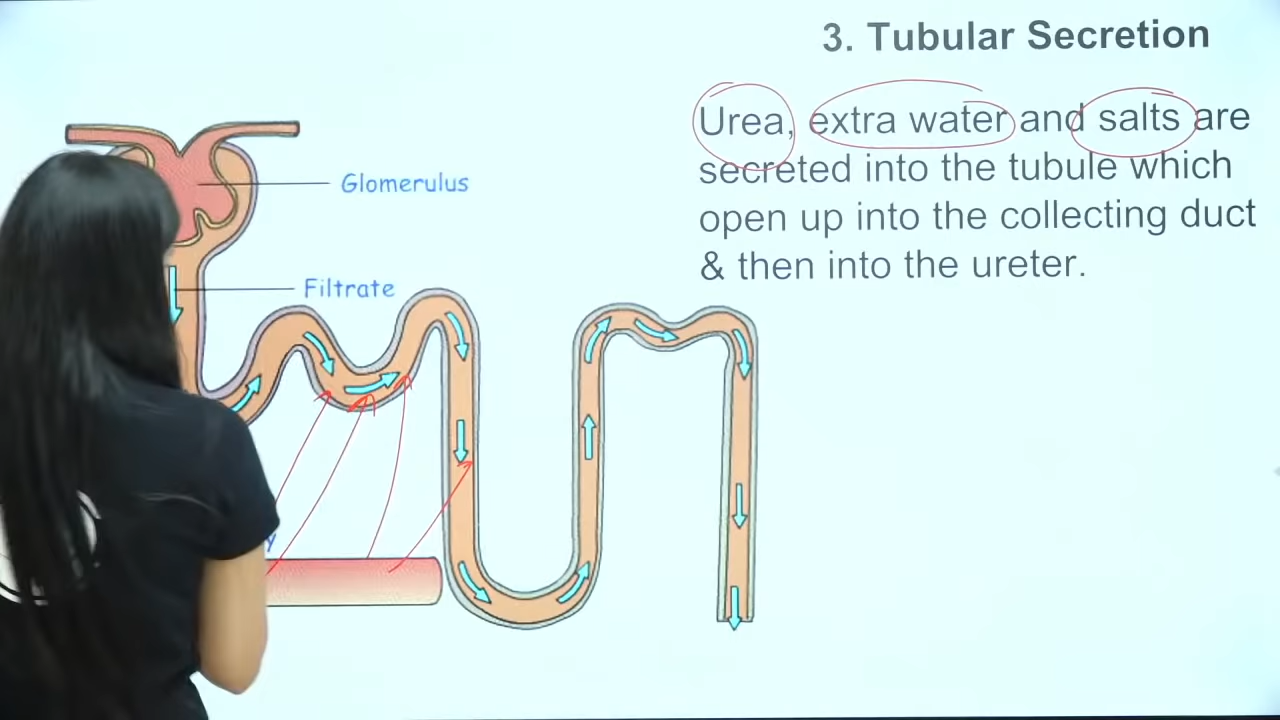 3. Tubular Secretion
Urea, extra water and salts are
secreted into the tubule which
open up into the collecting duct
& then into the ureter.
Glomerulus
Filtrate